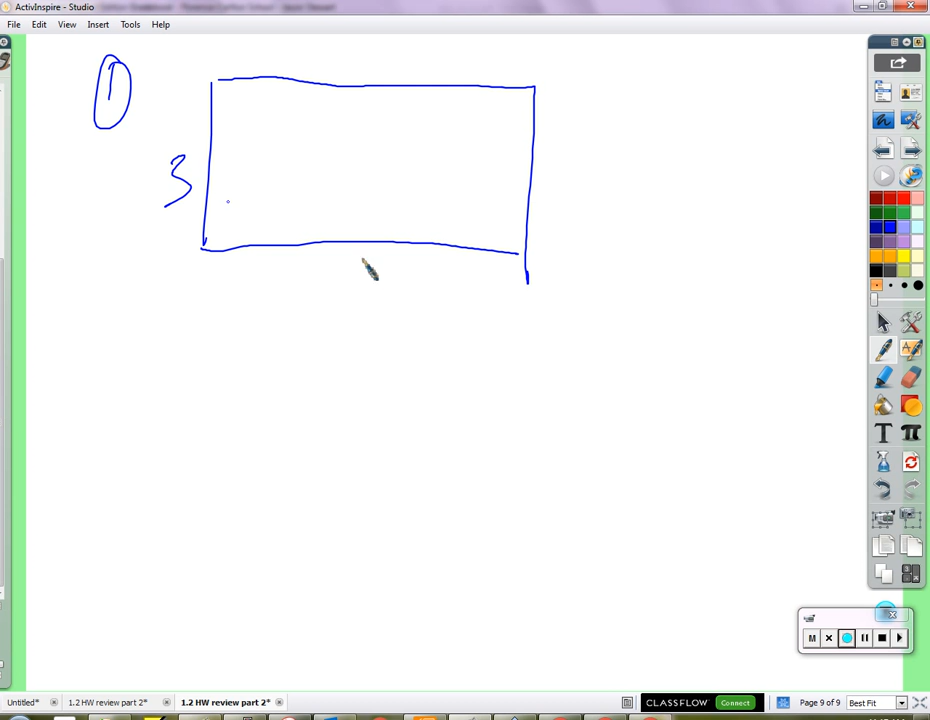 ActivInspire - Studio
File Edit View Insert Tools Help
1
3
T π
M
Untitled* 1.2 HW review part 2* 1.2 HW review part 2*
CLASSFLOW Connect
Page 9 of 9 Best Fit